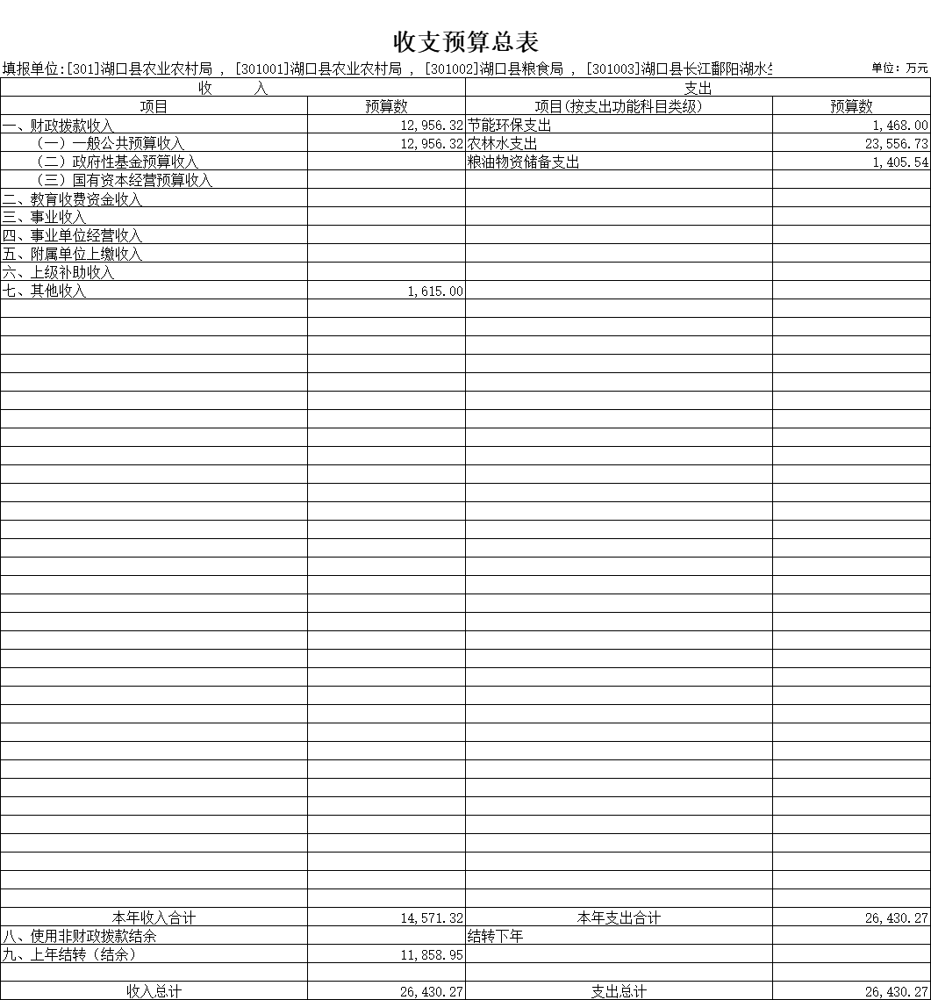 收支预算总表
填报单位:[301]湖口县农业农村局 , [301001]湖口县农业农村局 , [301002]湖口县粮食局 , [301003]湖口县长江鄱阳湖水 单位：万元
收 入 支出
项目 预算数 项目(按支出功能科目类级) 预算数
一、财政拨款收入 12,956.32 节能环保支出 1,468.00
（一）一般公共预算收入 12,956.32 农林水支出 23,556.73
（二）政府性基金预算收入 粮油物资储备支出 1,405.54
（三）国有资本经营预算收入
二、教育收费资金收入
三、事业收入
四、事业单位经营收入
五、附属单位上缴收入
六、上级补助收入
七、其他收入 1,615.00
本年收入合计 14,571.32 本年支出合计 26,430.27
八、使用非财政拨款结余 结转下年
九、上年结转（结余） 11,858.95
收入总计 26,430.27 支出总计 26,430.27